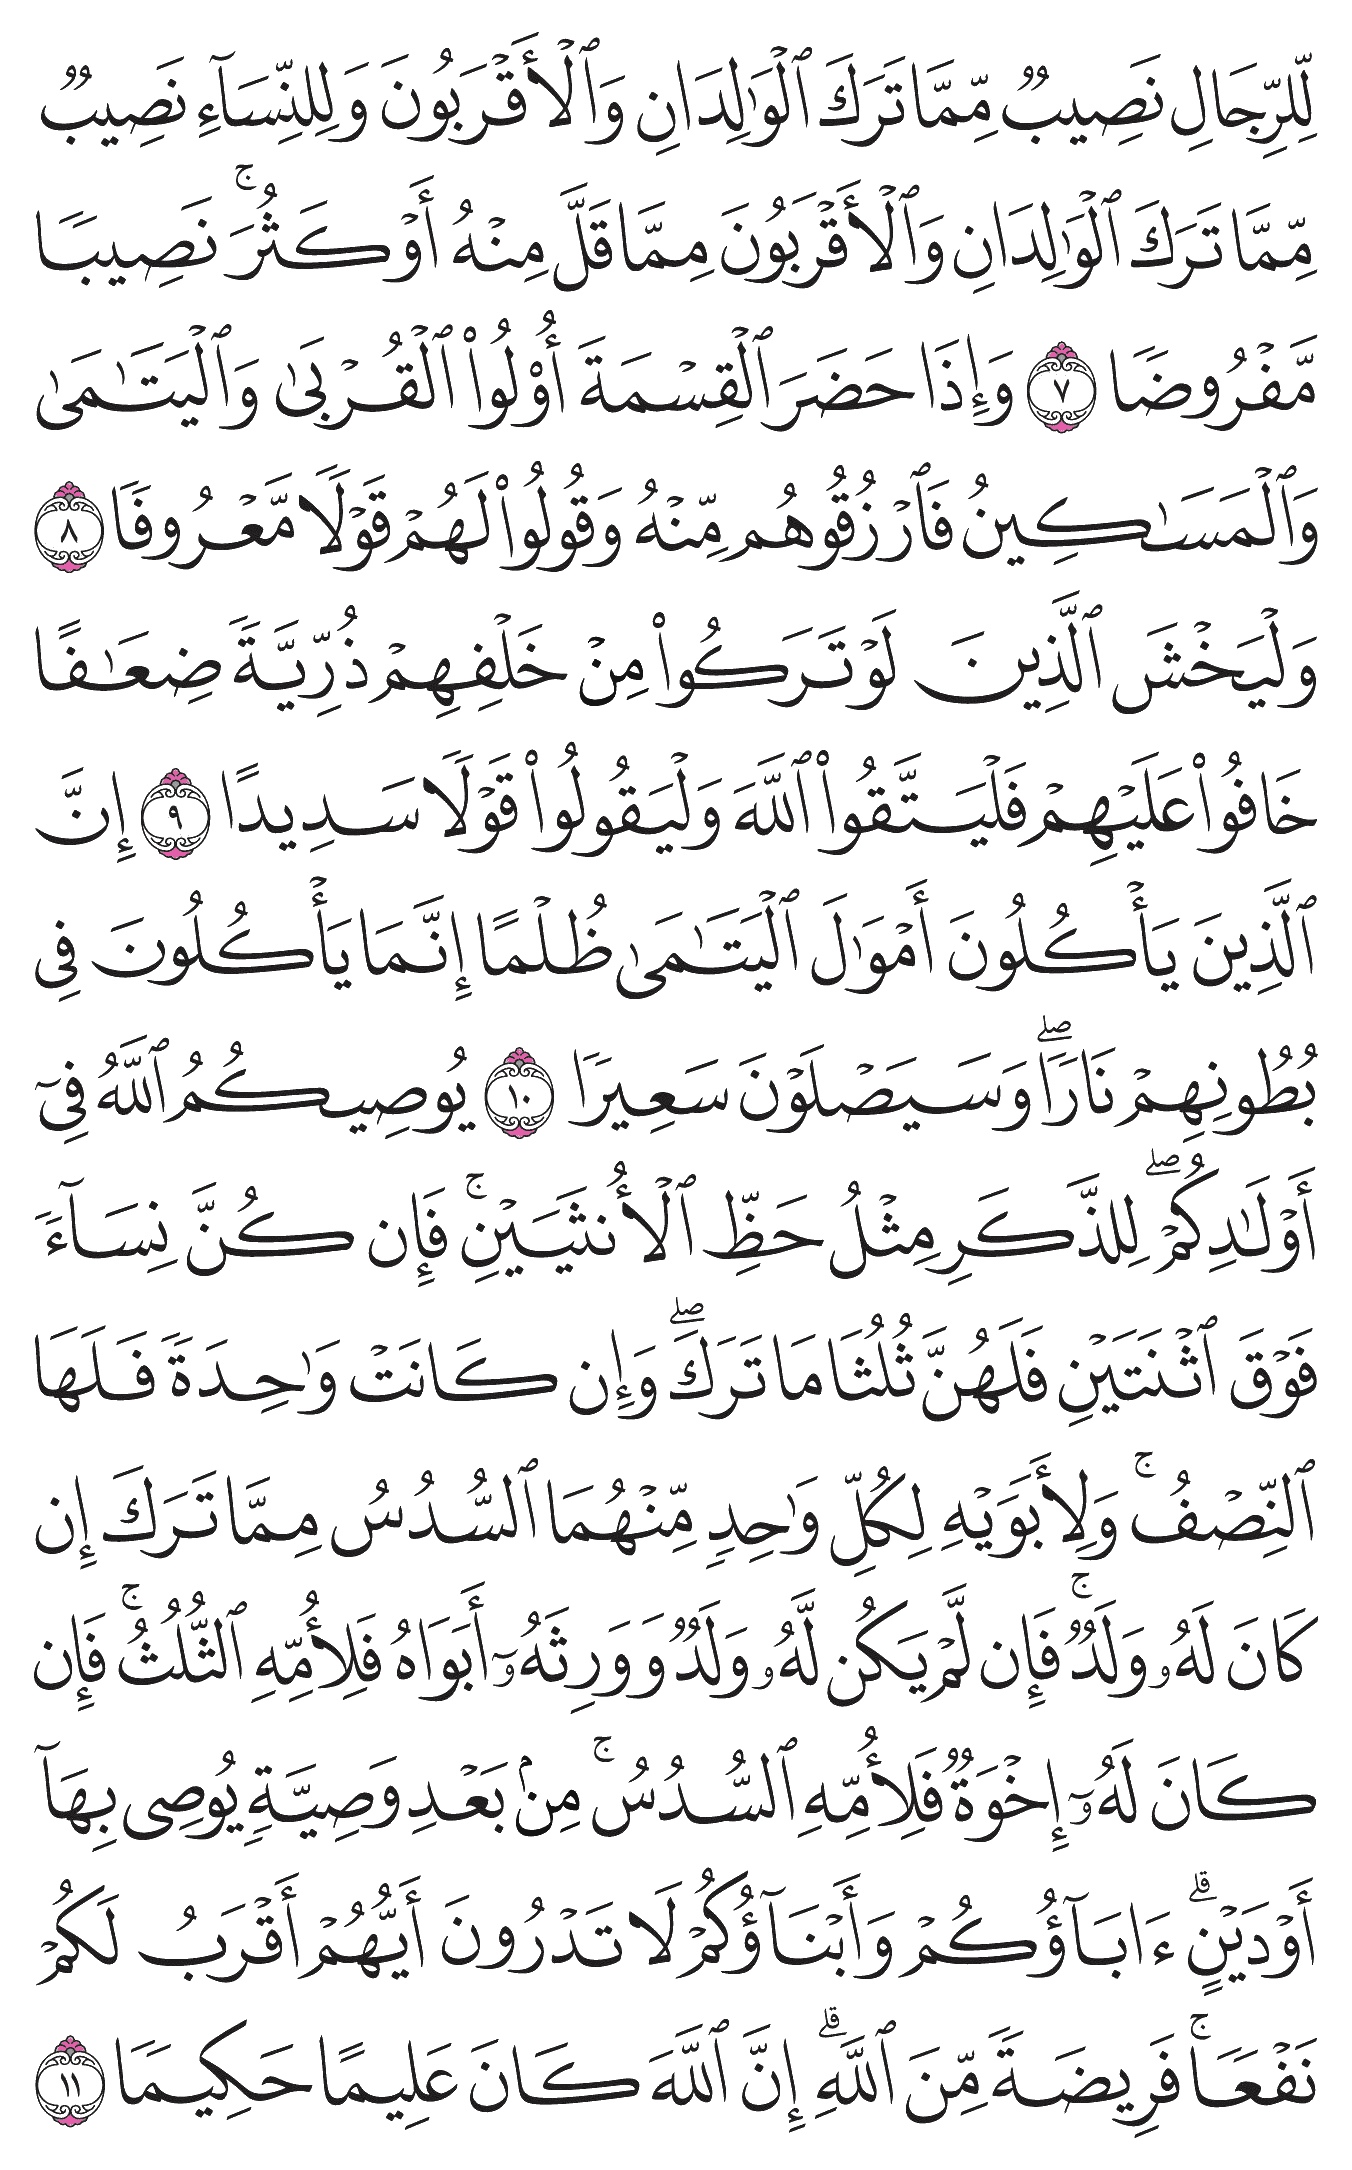 لِّلرِّجَالِ نَصِيبٞ مِّمَّا تَرَكَ ٱلۡوَٰلِدَانِ وَٱلۡأَقۡرَبُونَ وَلِلنِّسَآءِ نَصِيبٞ
مِّمَّا تَرَكَ ٱلۡوَٰلِدَانِ وَٱلۡأَقۡرَبُونَ مِمَّا قَلَّ مِنۡهُ أَوۡ كَثُرَۚ نَصِيبٗا
مَّفۡرُوضٗا ٧ وَإِذَا حَضَرَ ٱلۡقِسۡمَةَ أُوْلُواْ ٱلۡقُرۡبَىٰ وَٱلۡيَتَٰمَىٰ
وَٱلۡمَسَٰكِينُ فَٱرۡزُقُوهُم مِّنۡهُ وَقُولُواْ لَهُمۡ قَوۡلٗا مَّعۡرُوفٗا ٨
وَلۡيَخۡشَ ٱلَّذِينَ لَوۡ تَرَكُواْ مِنۡ خَلۡفِهِمۡ ذُرِّيَّةٗ ضِعَٰفًا
خَافُواْ عَلَيۡهِمۡ فَلۡيَتَّقُواْ ٱللَّهَ وَلۡيَقُولُواْ قَوۡلٗا سَدِيدًا ٩ إِنَّ
ٱلَّذِينَ يَأۡكُلُونَ أَمۡوَٰلَ ٱلۡيَتَٰمَىٰ ظُلۡمًا إِنَّمَا يَأۡكُلُونَ فِي
بُطُونِهِمۡ نَارٗاۖ وَسَيَصۡلَوۡنَ سَعِيرٗا ١٠ يُوصِيكُمُ ٱللَّهُ فِيٓ
أَوۡلَٰدِكُمۡۖ لِلذَّكَرِ مِثۡلُ حَظِّ ٱلۡأُنثَيَيۡنِۚ فَإِن كُنَّ نِسَآءٗ
فَوۡقَ ٱثۡنَتَيۡنِ فَلَهُنَّ ثُلُثَا مَا تَرَكَۖ وَإِن كَانَتۡ وَٰحِدَةٗ فَلَهَا
ٱلنِّصۡفُۚ وَلِأَبَوَيۡهِ لِكُلِّ وَٰحِدٖ مِّنۡهُمَا ٱلسُّدُسُ مِمَّا تَرَكَ إِن
كَانَ لَهُۥ وَلَدٞۚ فَإِن لَّمۡ يَكُن لَّهُۥ وَلَدٞ وَوَرِثَهُۥٓ أَبَوَاهُ فَلِأُمِّهِ ٱلثُّلُثُۚ فَإِن
كَانَ لَهُۥٓ إِخۡوَةٞ فَلِأُمِّهِ ٱلسُّدُسُۚ مِنۢ بَعۡدِ وَصِيَّةٖ يُوصِي بِهَآ
أَوۡ دَيۡنٍۗ ءَابَآؤُكُمۡ وَأَبۡنَآؤُكُمۡ لَا تَدۡرُونَ أَيُّهُمۡ أَقۡرَبُ لَكُمۡ
نَفۡعٗاۚ فَرِيضَةٗ مِّنَ ٱللَّهِۗ إِنَّ ٱللَّهَ كَانَ عَلِيمًا حَكِيمٗا ١١